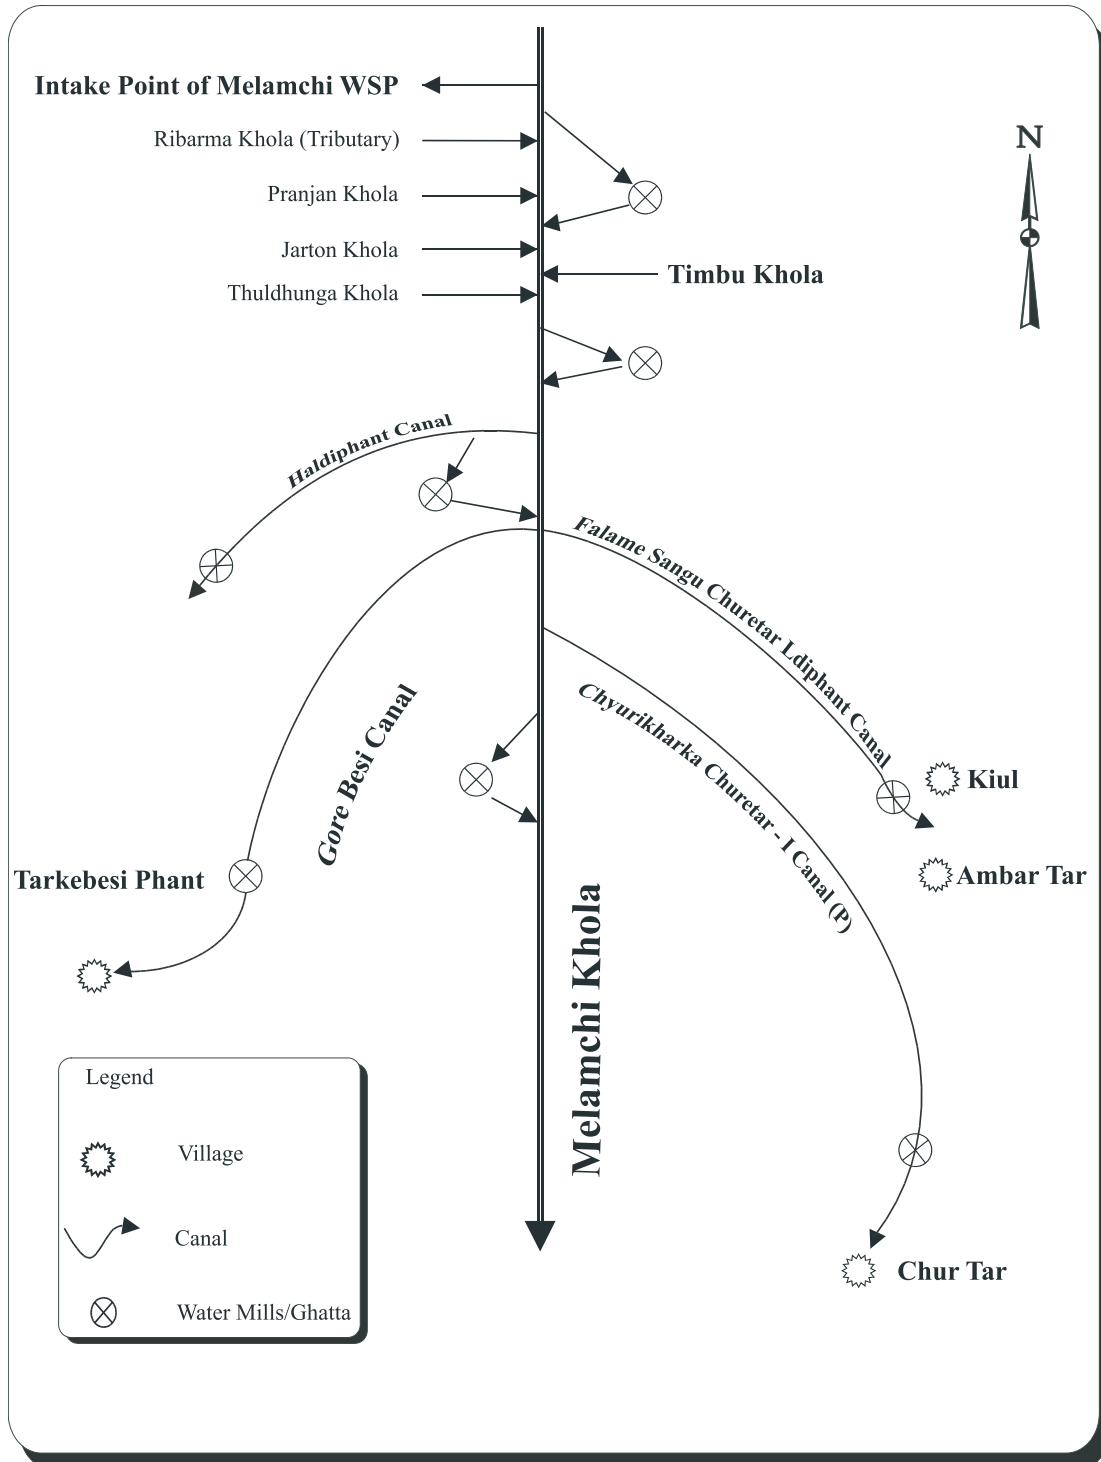 Intake Point of Melamchi WSP
Ribarma Khola (Tributary)
N
Pranjan Khola
Jarton Khola
Timbu Khola
Thuldhunga Khola
Haldiphant Canal
Falame Sangu Churetar Ldiphant Canal
Gore Besi Canal
Chyurikharka Churetar - I Canal (P)
Kiul
Tarkebesi Phant
Ambar Tar
Melamchi Khola
Legend
Village
Canal
Water Mills/Ghatta
Chur Tar